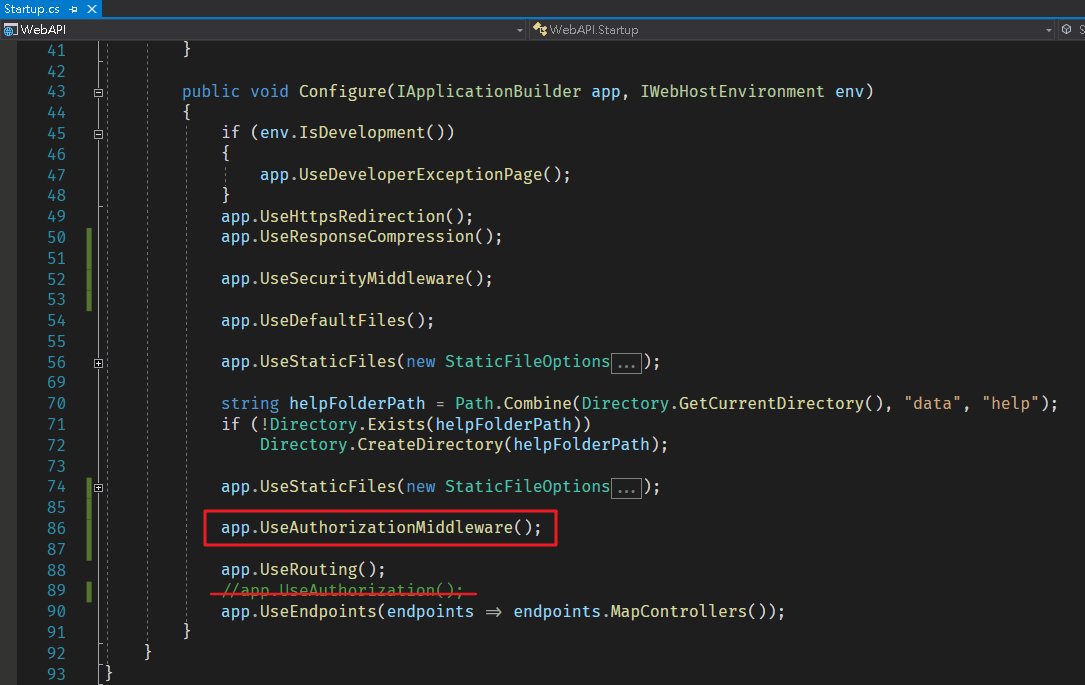 Startup.cs
WebAPI
WebAPI.Startup
S
41 }
42
43 public void Configure(IApplicationBuilder app, IWebHostEnvironment env)
44 {
45 if (env.IsDevelopment())
46 {
47 app.UseDeveloperExceptionPage();
48 }
49 app.UseHttpsRedirection();
50 app.UseResponseCompression();
51
52 app.UseSecurityMiddleware();
53
54 app.UseDefaultFiles();
55
56 app.UseStaticFiles(new StaticFileOptions...);
69
70 string helpFolderPath = Path.Combine(Directory.GetCurrentDirectory(), "data", "help");
71 if (!Directory.Exists(helpFolderPath))
72 Directory.CreateDirectory(helpFolderPath);
73
74 app.UseStaticFiles(new StaticFileOptions...);
85
86 app.UseAuthorizationMiddleware();
87
88 app.UseRouting();
89 //app.UseAuthorization();
90 app.UseEndpoints(endpoints => endpoints.MapControllers());
91 }
92 }
93 }